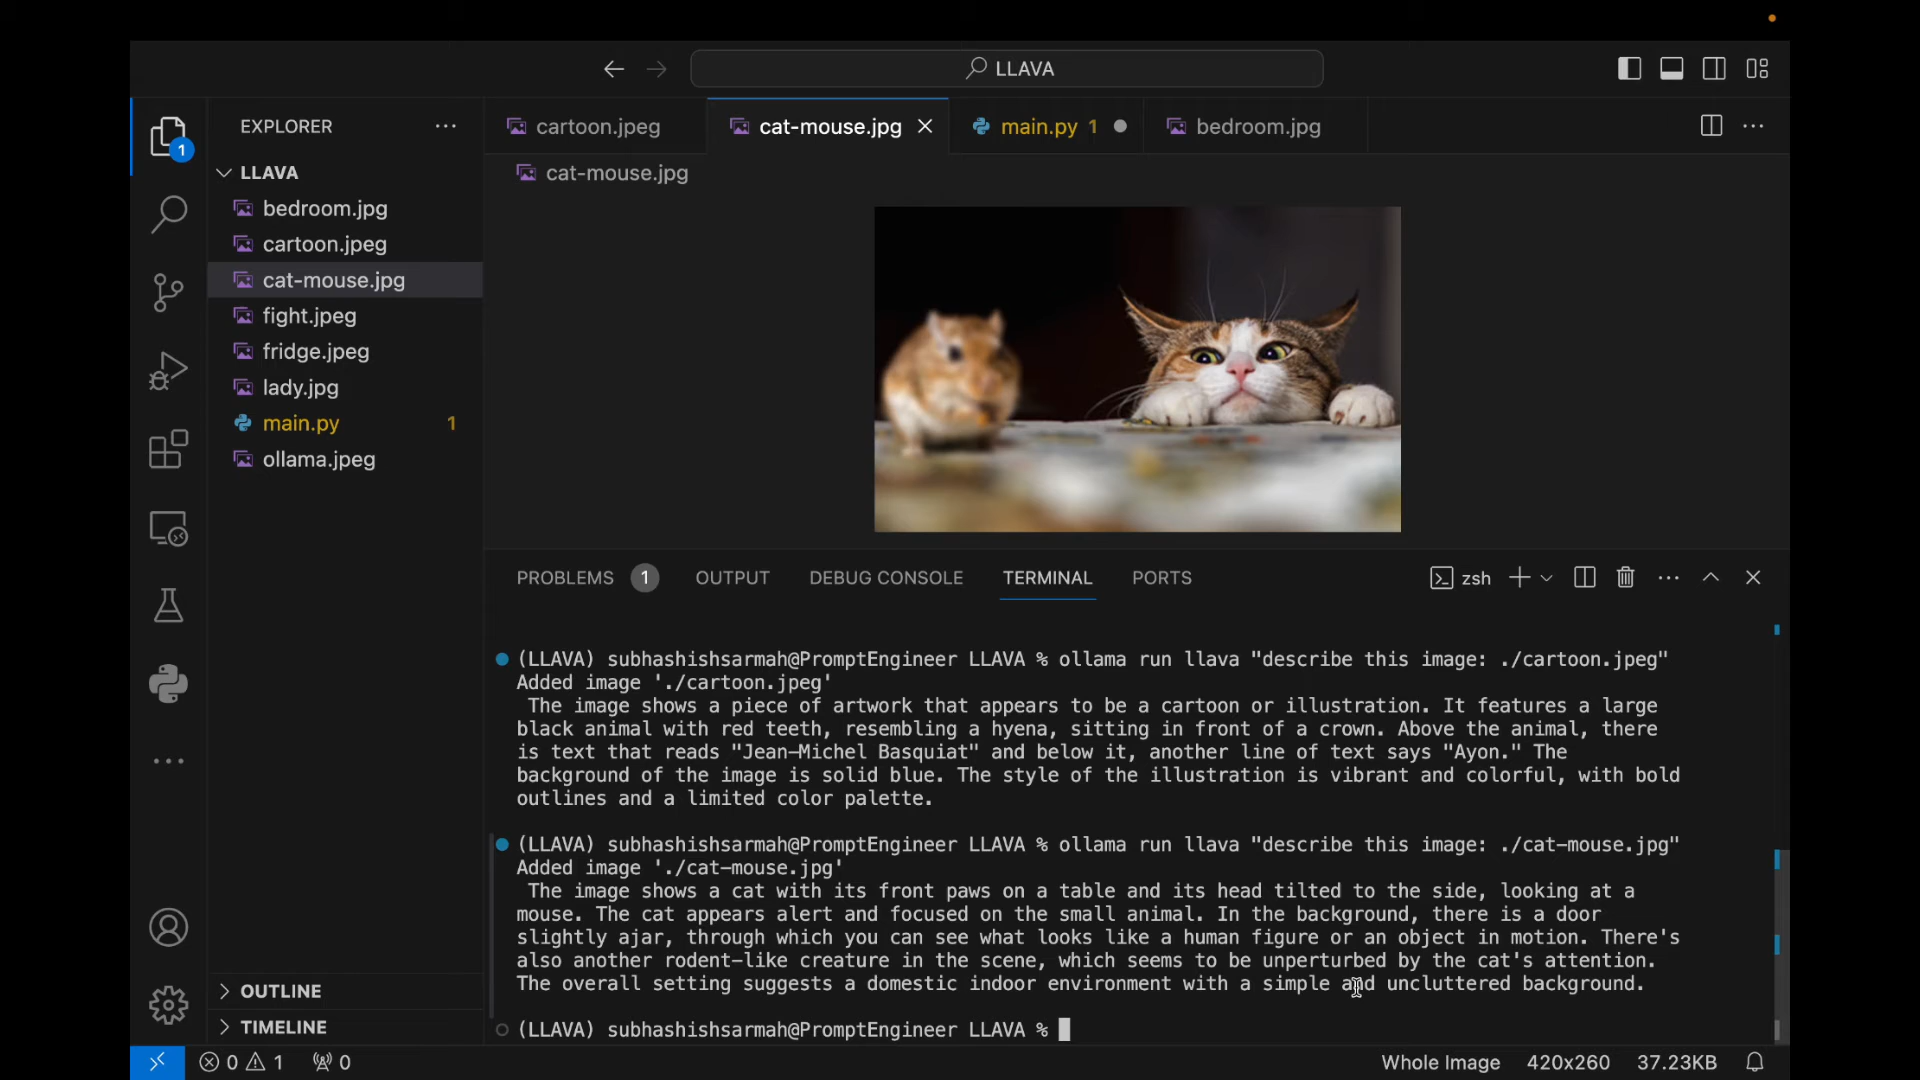 LLAVA
EXPLORER
cartoon.jpeg
cat-mouse.jpg
main.py 1
bedroom.jpg
LLAVA
bedroom.jpg
cartoon.jpeg
cat-mouse.jpg
fight.jpeg
fridge.jpeg
lady.jpg
main.py 1
ollama.jpeg
OUTLINE
TIMELINE
1
cat-mouse.jpg
PROBLEMS 1 OUTPUT DEBUG CONSOLE TERMINAL PORTS
zsh
(LLAVA) subhashishsarmah@PromptEngineer LLAVA % ollama run llava "describe this image: ./cartoon.jpeg"
Added image './cartoon.jpeg'
The image shows a piece of artwork that appears to be a cartoon or illustration. It features a large
black animal with red teeth, resembling a hyena, sitting in front of a crown. Above the animal, there
is text that reads "Jean-Michel Basquiat" and below it, another line of text says "Ayon." The
background of the image is solid blue. The style of the illustration is vibrant and colorful, with bold
outlines and a limited color palette.
(LLAVA) subhashishsarmah@PromptEngineer LLAVA % ollama run llava "describe this image: ./cat-mouse.jpg"
Added image './cat-mouse.jpg'
The image shows a cat with its front paws on a table and its head tilted to the side, looking at a
mouse. The cat appears alert and focused on the small animal. In the background, there is a door
slightly ajar, through which you can see what looks like a human figure or an object in motion. There's
also another rodent-like creature in the scene, which seems to be unperturbed by the cat's attention.
The overall setting suggests a domestic indoor environment with a simple and uncluttered background.
(LLAVA) subhashishsarmah@PromptEngineer LLAVA %
0 1 0
Whole Image 420x260 37.23KB